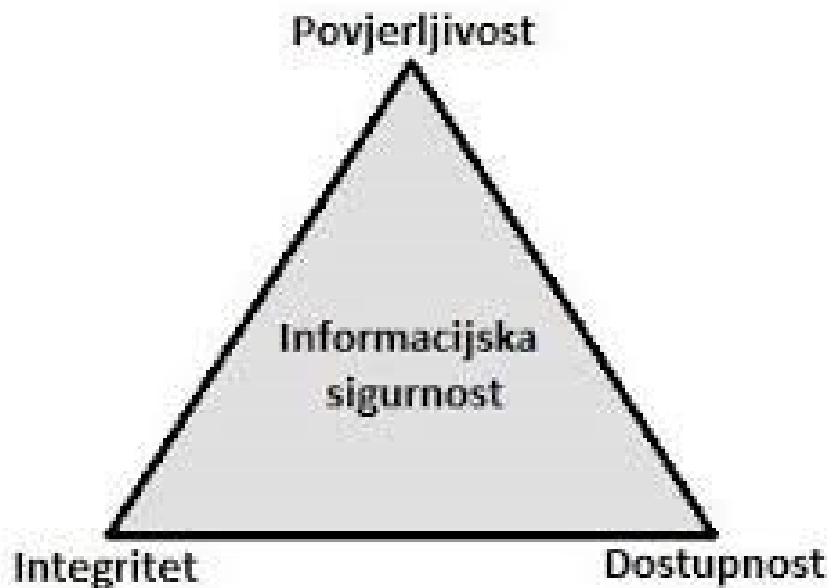 Povjerljivost
Informacijska
sigurnost
Integritet
Dostupnost